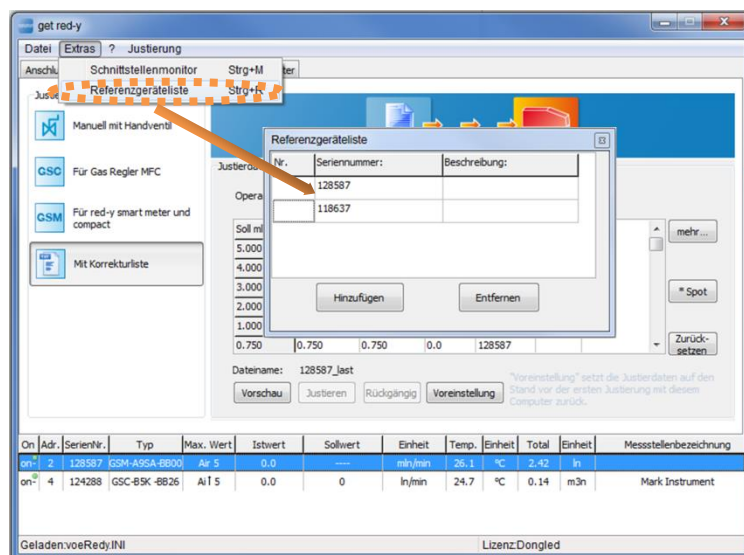 get red-y
Datei Extras ? Justierung
Schnittstellenmonitor Strg+M
Referenzgeräteliste Strg+R
Manuell mit Handventil
GSC Für Gas Regler MFC
GSM Für red-y smart meter und compact
Mit Korrekturliste
Referenzgeräteliste
Nr. Seriennummer: Beschreibung:
128587
118637
Hinzufügen Entfernen
Soll
5.000
4.000
3.000
2.000
1.000
0.750 0.750 0.750 0.0 128587
mehr...
* Spot
Zurück-
setzen
Dateiname: 128587_last
Vorschau Justieren Rückgängig Voreinstellung
"Voreinstellung" setzt die Justierdaten auf den
Stand vor der ersten Justierung mit diesem
Computer zurück.
On Adr. SerienNr. Typ Max. Wert Istwert Sollwert Einheit Temp. Einheit Total Einheit Messstellenbezeichnung
on- 2 128587 GSM-A9SA-BB00 Air 5 0.0 ---- mln/min 26.1 °C 2.42 ln
on- 4 124288 GSC-B5K -BB26 5 0.0 0 ln/min 24.7 °C 0.14 m3n Mark Instrument
Geladen:voeRedy.INI Lizenz:Dongled